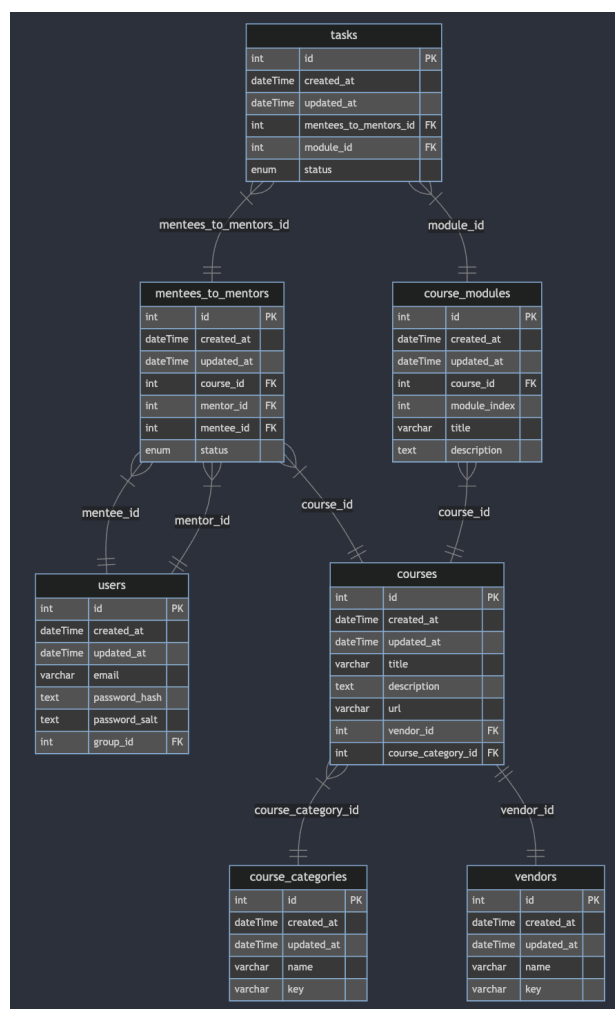 tasks
int id PK
dateTime created_at
dateTime updated_at
int mentees_to_mentors_id FK
int module_id FK
enum status
mentees_to_mentors_id
module_id
mentees_to_mentors
int id PK
dateTime created_at
dateTime updated_at
int course_id FK
int mentor_id FK
int mentee_id FK
enum status
course_modules
int id PK
dateTime created_at
dateTime updated_at
int course_id FK
int module_index
varchar title
text description
mentee_id
mentor_id
course_id
course_id
users
int id PK
dateTime created_at
dateTime updated_at
varchar email
text password_hash
text password_salt
int group_id FK
courses
int id PK
dateTime created_at
dateTime updated_at
varchar title
text description
varchar url
int vendor_id FK
int course_category_id FK
course_category_id
vendor_id
course_categories
int id PK
dateTime created_at
dateTime updated_at
varchar name
varchar key
vendors
int id PK
dateTime created_at
dateTime updated_at
varchar name
varchar key